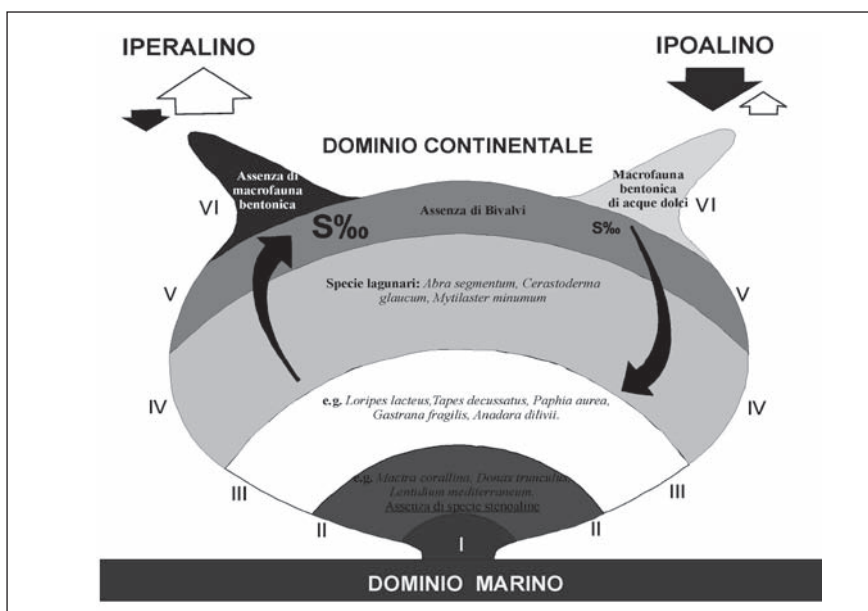 IPERALINO
IPOALINO
DOMINIO CONTINENTALE
Assenza di
macrofauna
bentonica
Macrofauna
bentonica
di acque dolci
VI
VI
Assenza di Bivalvi
S‰
S‰
V
V
Specie lagunari: Abra segmentum, Cerastoderma
glaucum, Mytilaster minumum
IV
IV
e.g. Loripes lacteus,Tapes decussatus, Paphia aurea,
Gastrana fragilis, Anadara dilivii.
III
III
e.g. Mactra corallina, Donax trunculus,
Lentidium mediterraneum.
Assenza di specie stenoaline
II
II
I
DOMINIO MARINO